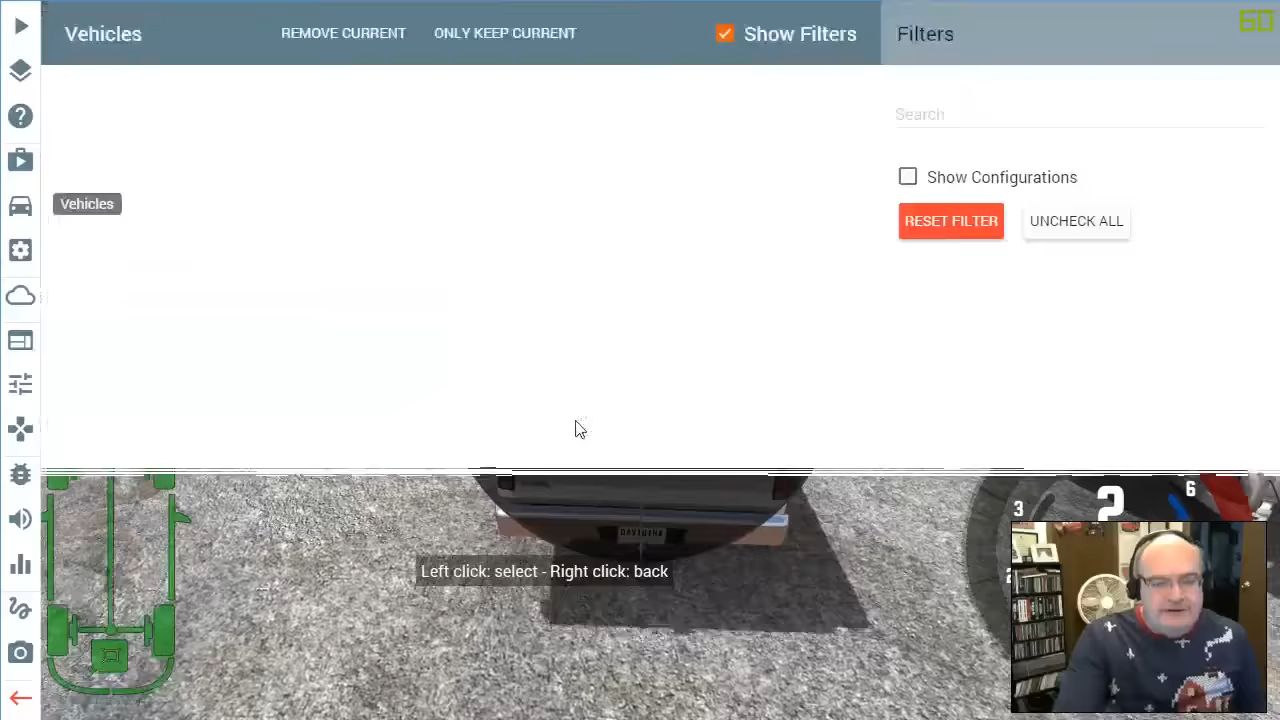 Vehicles
REMOVE CURRENT
ONLY KEEP CURRENT
Show Filters
Filters
60
Search
Show Configurations
Vehicles
RESET FILTER
UNCHECK ALL
6
3
Left click: select - Right click: back